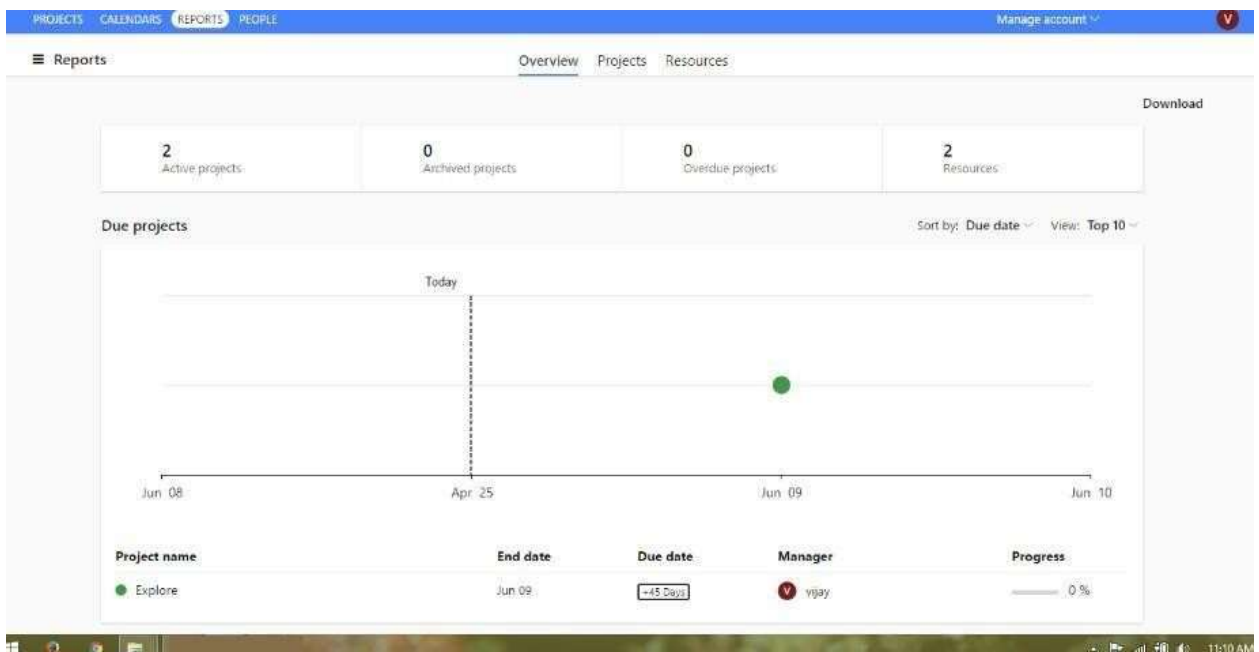 PROJECTS CALENDARS REPORTS PEOPLE Manage account V
Reports Overview Projects Resources
Download
2 0 0 2
Active projects Archived projects Overdue projects Resources
Due projects Sort by: Due date View: Top 10
Today
Jun 08 Apr 25 Jun 09 Jun 10
Project name End date Due date Manager Progress
Explore Jun 09 +45 Days V vijay 0 %
11:10 AM